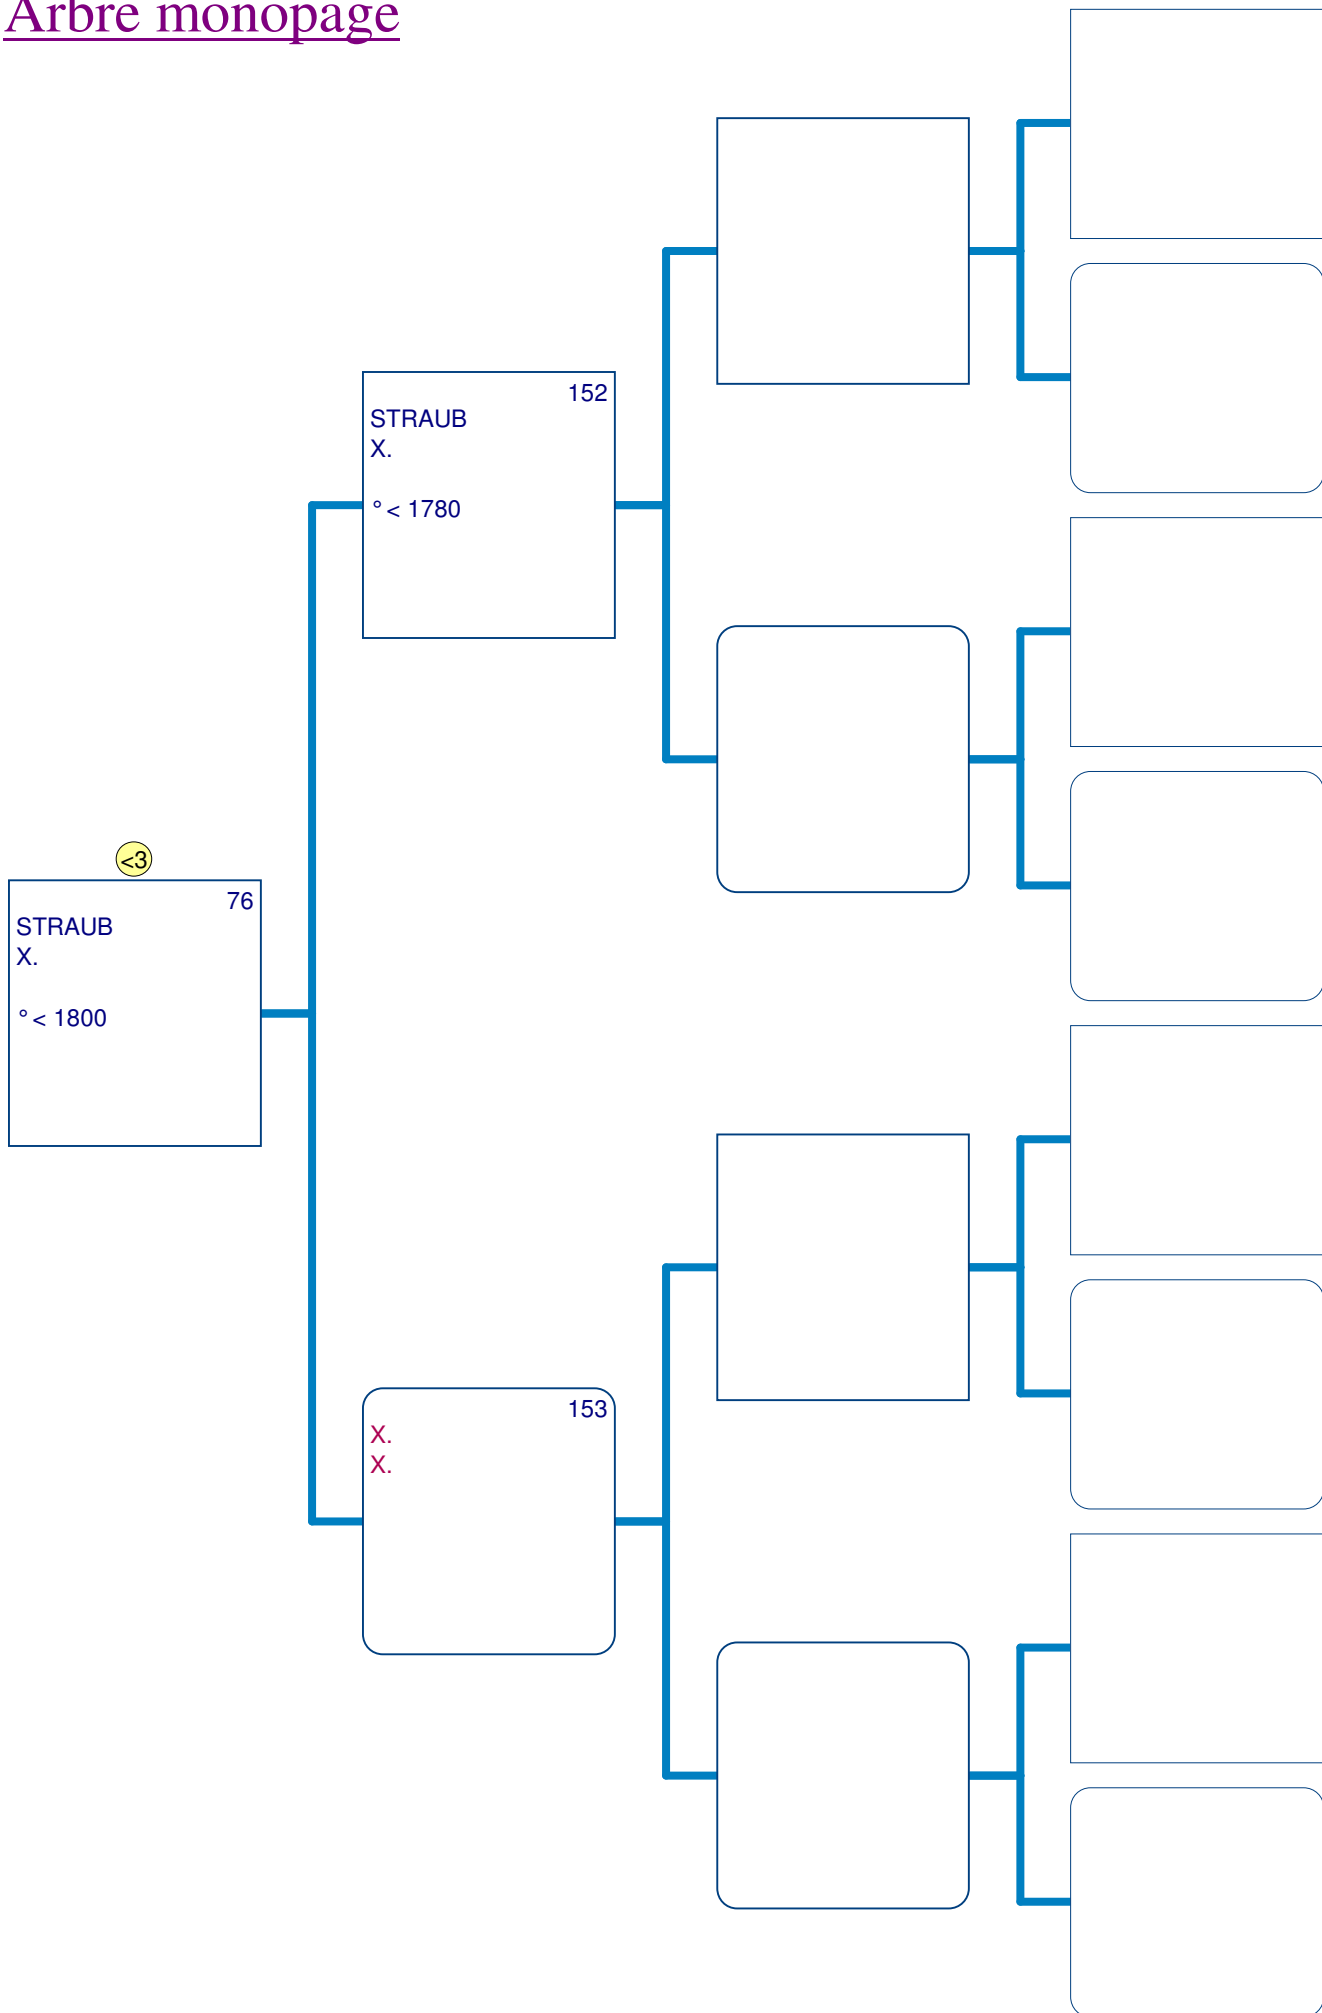 Arbre monopage
152
STRAUB
X.
° < 1780
<3
76
STRAUB
X.
° < 1800
153
X.
X.